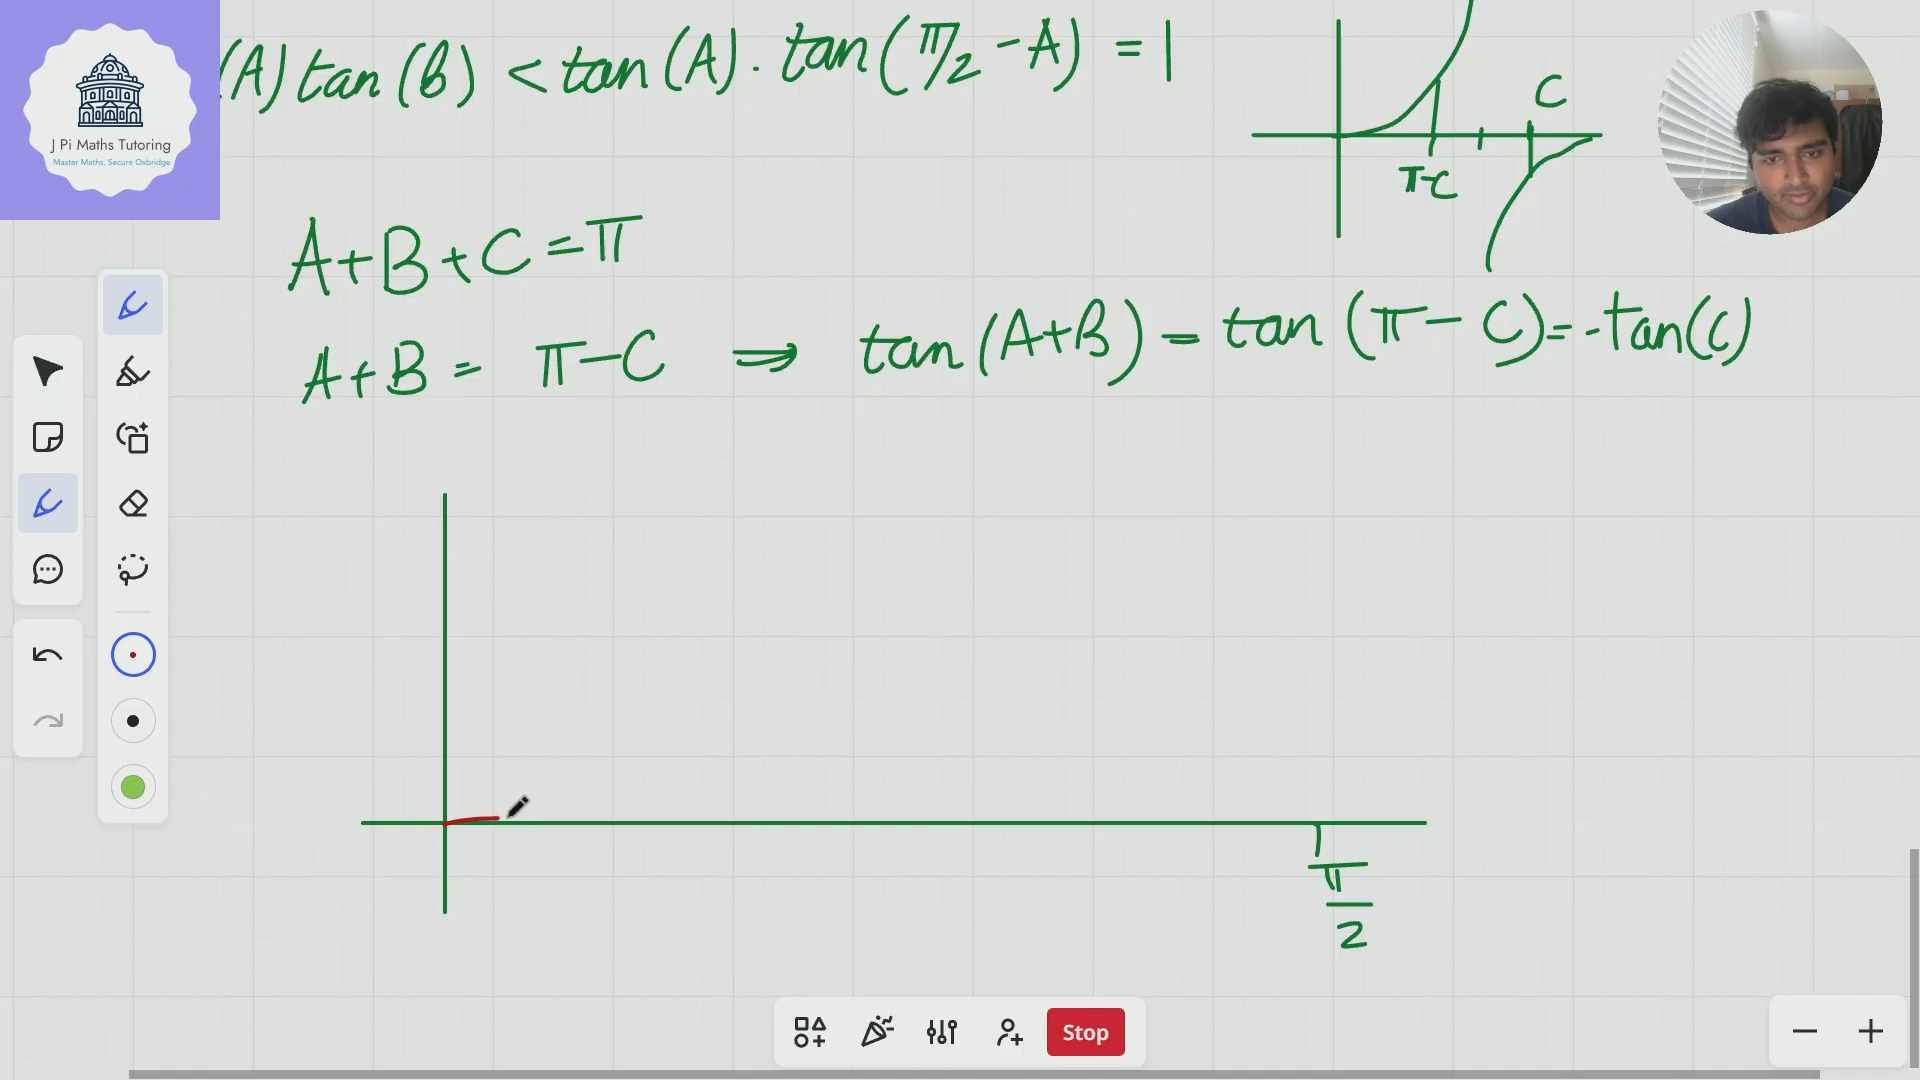 (A) tan (B) < tan (A) . tan (π/2 - A) = 1
C
π-C
J Pi Maths Tutoring
Master Maths, Secure Oxbridge
A+B+C=π
A+B = π-C ⟹ tan (A+B) = tan (π - C) = -tan(C)
π
2
Stop